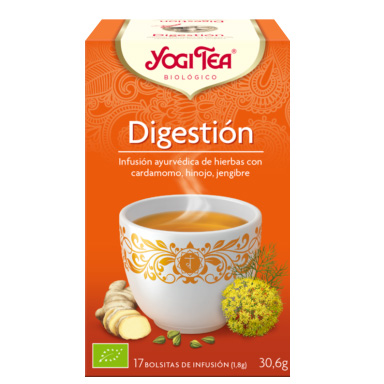 Digestión
YOGI TEA®
BIOLÓGICO
Digestión
Infusión ayurvédica de hierbas con
cardamomo, hinojo, jengibre
17 BOLSITAS DE INFUSIÓN (1,8g) 30,6g